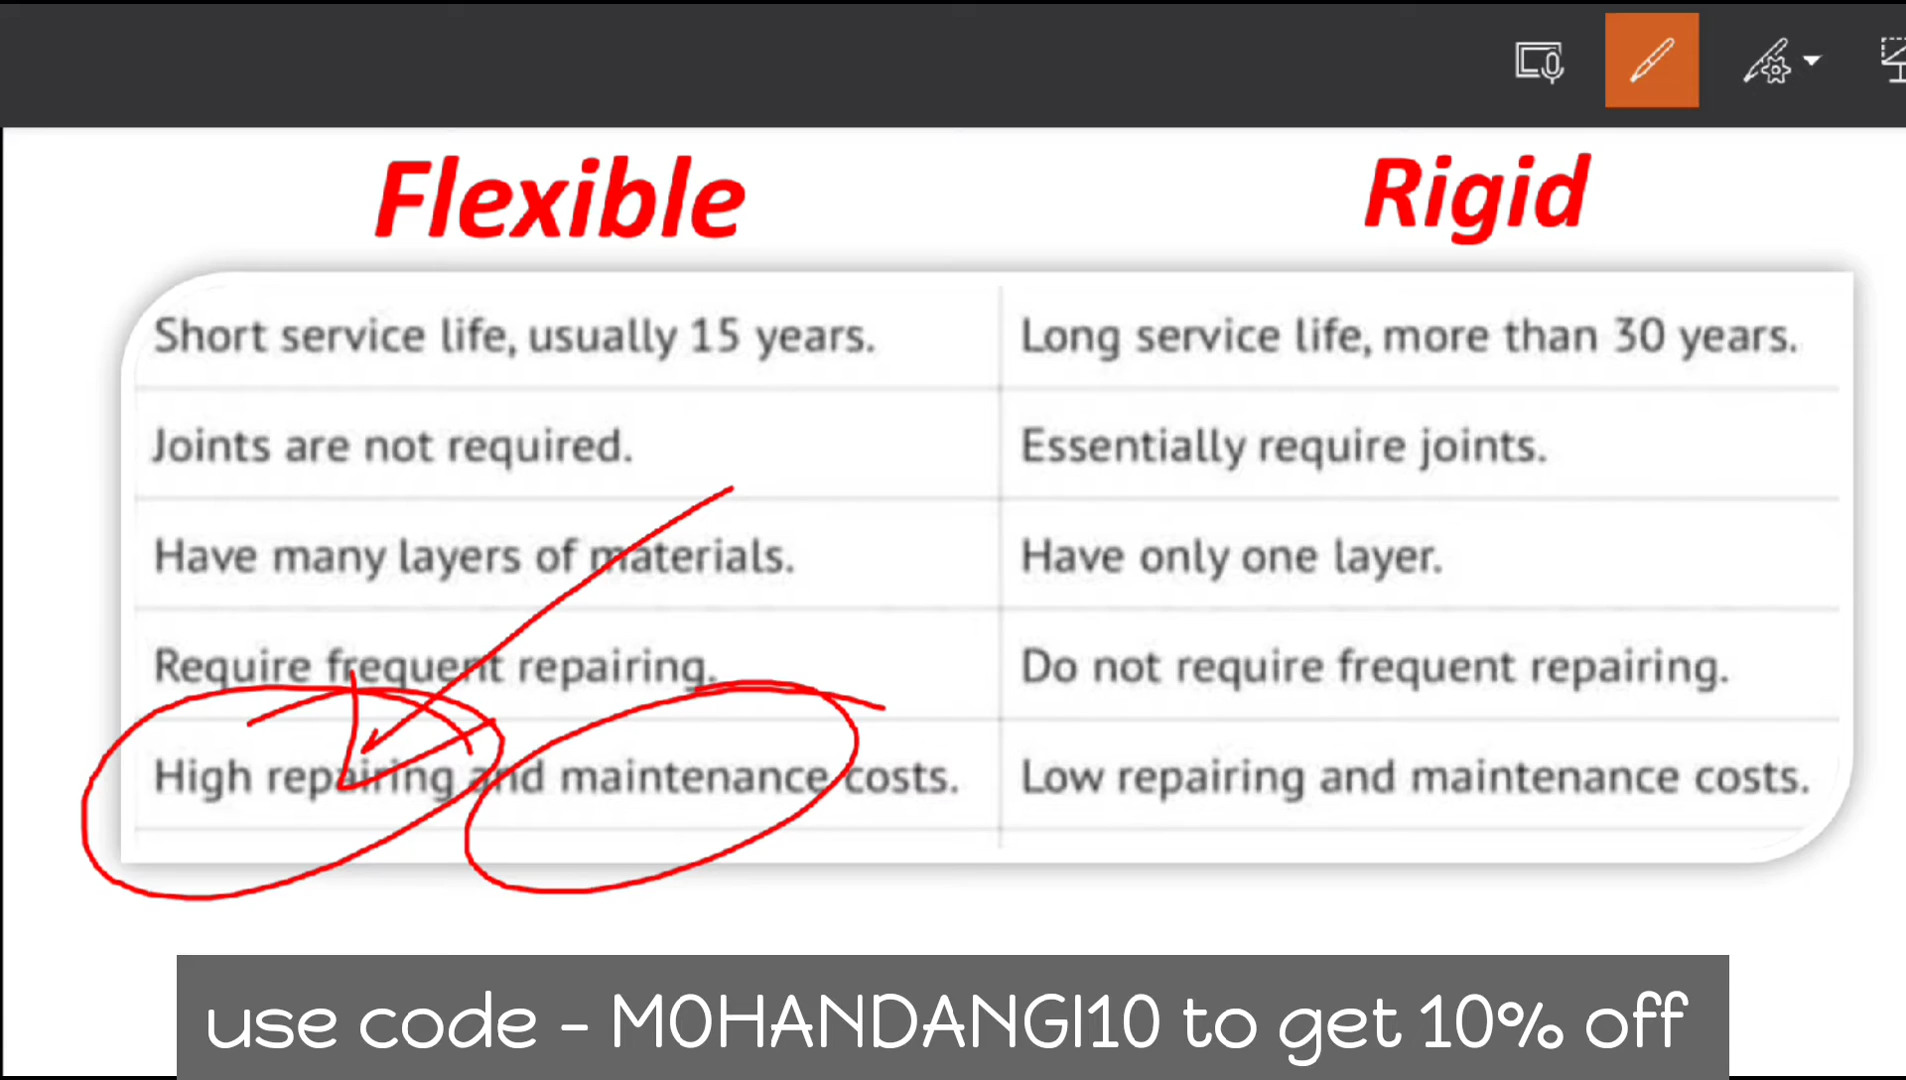 Flexible Rigid
Short service life, usually 15 years. Long service life, more than 30 years.
Joints are not required. Essentially require joints.
Have many layers of materials. Have only one layer.
Require frequent repairing. Do not require frequent repairing.
High repairing and maintenance costs. Low repairing and maintenance costs.
use code - MOHANDANGI10 to get 10% off